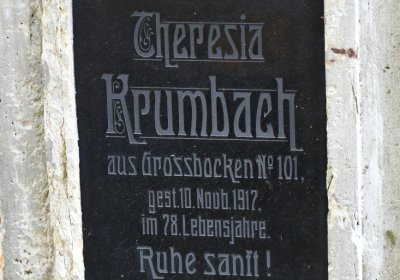 Theresia
Krumbach
aus Grossbocken No 101,
gest. 10. Novb. 1917.
im 78. Lebensjahre.
Ruhe sanft!